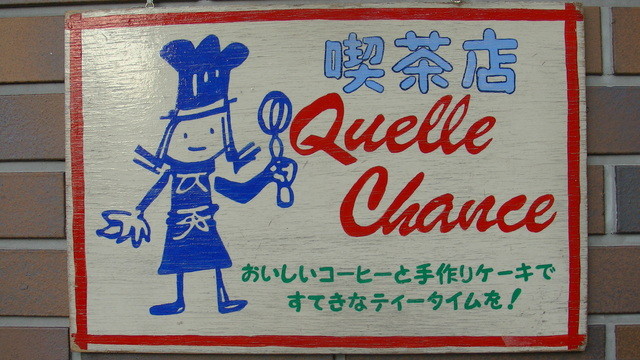 喫茶店
Quelle
Chance
おいしいコーヒーと手作りケーキで
すてきなティータイムを!